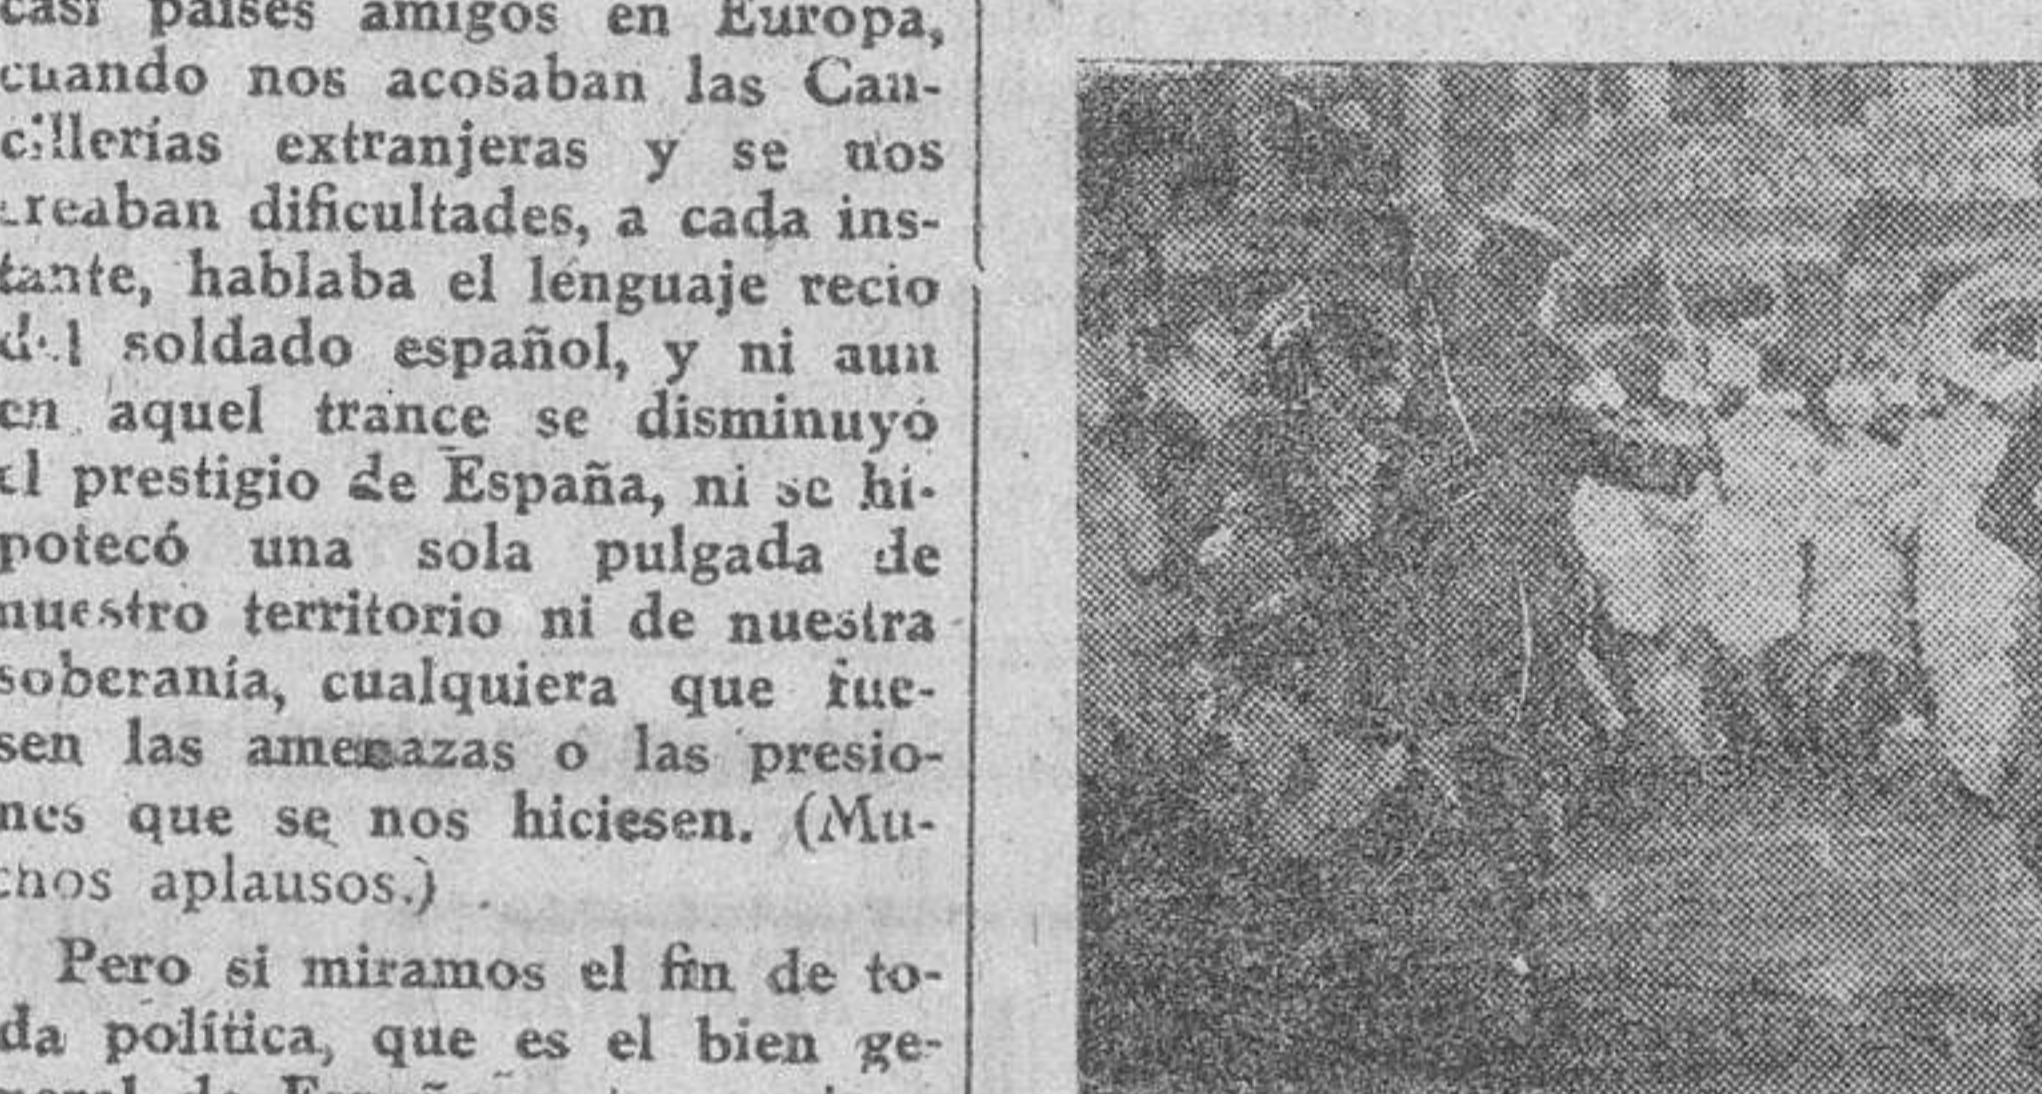 casi países amigos en Europa,
cuando nos acosaban las Can-
cillerías extranjeras y se nos
creaban dificultades, a cada ins-
tante, hablaba el lenguaje recio
del soldado español, y ni aun
en aquel trance se disminuyó
el prestigio de España, ni se hi-
potecó una sola pulgada de
nuestro territorio ni de nuestra
soberanía, cualquiera que fue-
sen las amenazas o las presio-
nes que se nos hiciesen. (Mu-
chos aplausos.)
Pero si miramos el fin de to-
da política, que es el bien ge-
neral de España